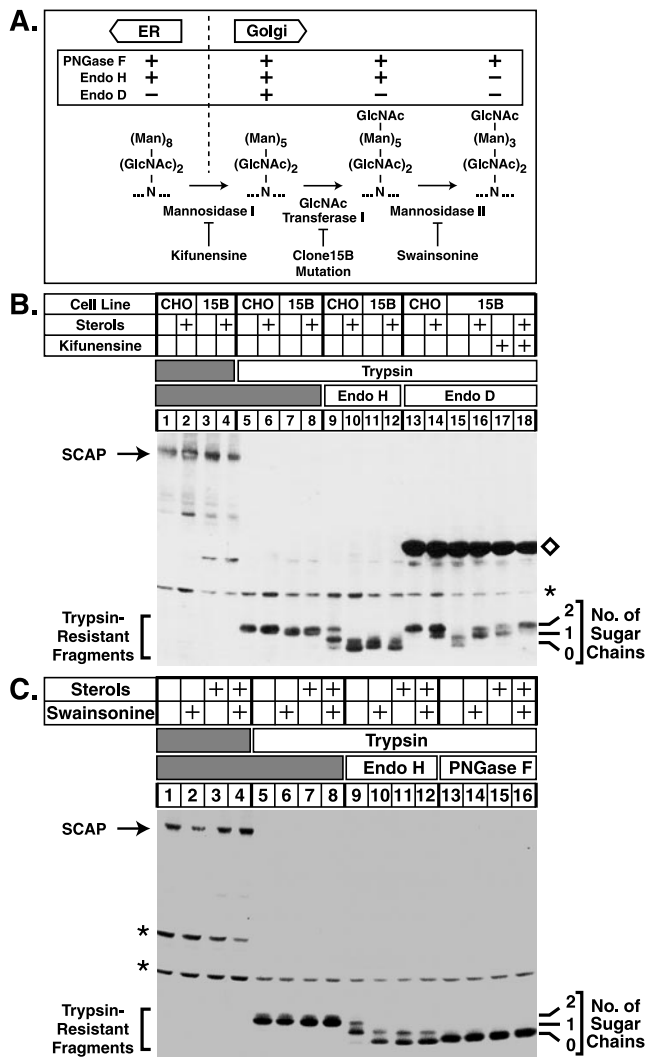 A.
ER Golgi
PNGase F + + + +
Endo H + + + –
Endo D – + – –
GlcNAc GlcNAc
(Man)8 (Man)5 (Man)5 (Man)3
(GlcNAc)2 (GlcNAc)2 (GlcNAc)2 (GlcNAc)2
...N... ...N... ...N... ...N...
Mannosidase I GlcNAc Transferase I Mannosidase II
Kifunensine Clone15B Mutation Swainsonine
B.
Cell Line CHO 15B CHO 15B CHO 15B CHO 15B
Sterols + + + + + + + + +
Kifunensine + +
Trypsin
Endo H Endo D
1 2 3 4 5 6 7 8 9 10 11 12 13 14 15 16 17 18
SCAP
*
Trypsin-
Resistant
Fragments
2
1
0
No. of
Sugar
Chains
C.
Sterols + + + + + + + +
Swainsonine + + + + + + + +
Trypsin
Endo H PNGase F
1 2 3 4 5 6 7 8 9 10 11 12 13 14 15 16
SCAP
*
*
Trypsin-
Resistant
Fragments
2
1
0
No. of
Sugar
Chains